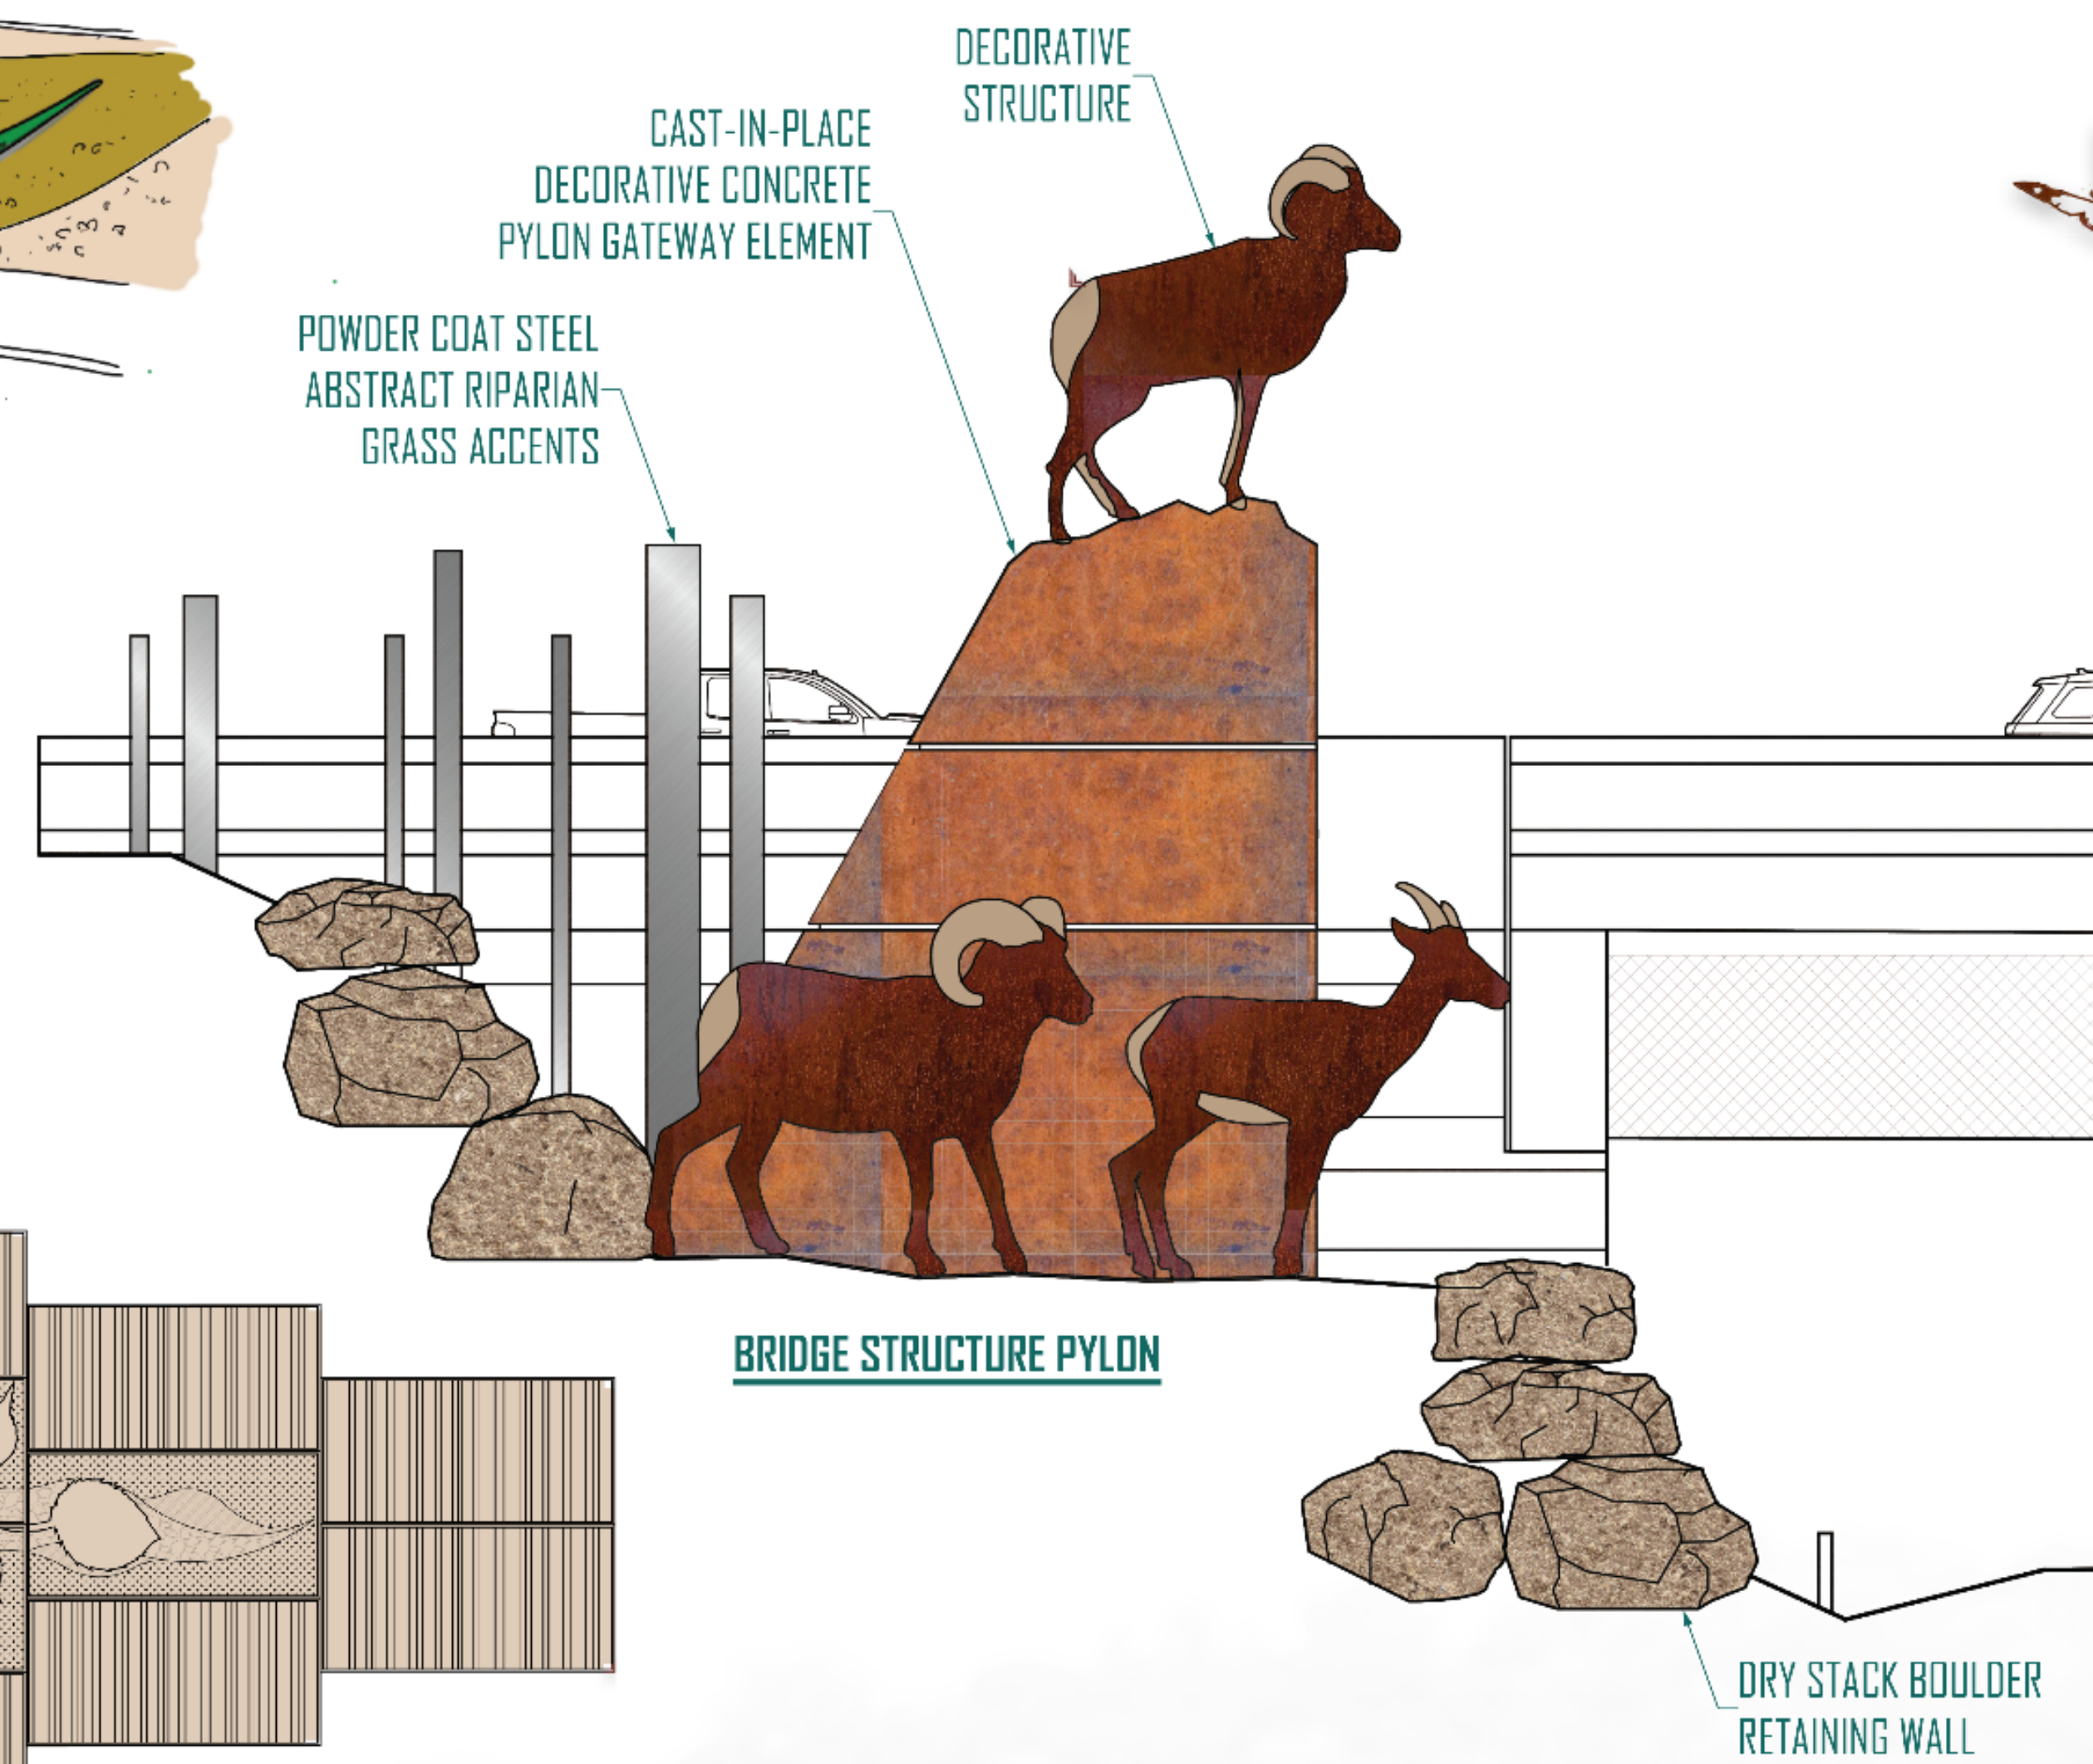 DECORATIVE
STRUCTURE
CAST-IN-PLACE
DECORATIVE CONCRETE
PYLON GATEWAY ELEMENT
POWDER COAT STEEL
ABSTRACT RIPARIAN
GRASS ACCENTS
BRIDGE STRUCTURE PYLON
DRY STACK BOULDER
RETAINING WALL